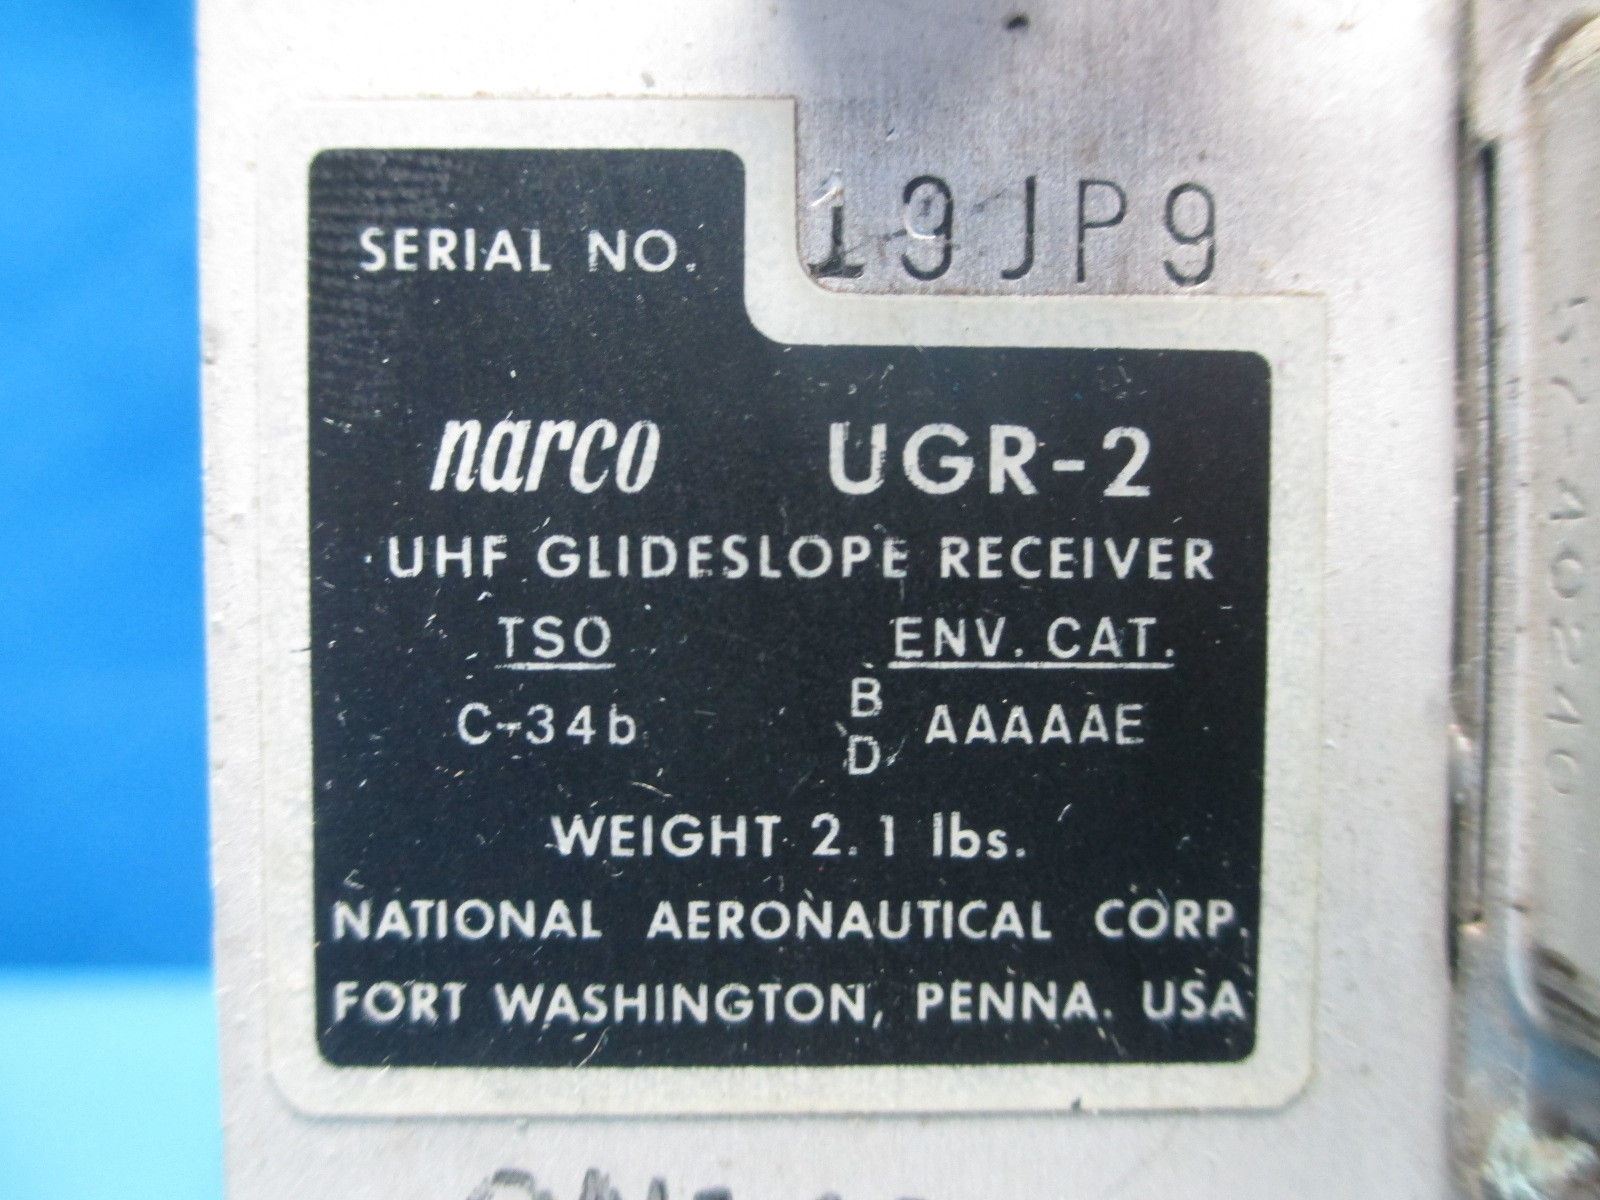 SERIAL NO. 19JP9
narco UGR-2
UHF GLIDESLOPE RECEIVER
TSO ENV. CAT.
C-34b B D AAAAAE
WEIGHT 2.1 lbs.
NATIONAL AERONAUTICAL CORP.
FORT WASHINGTON, PENNA. USA